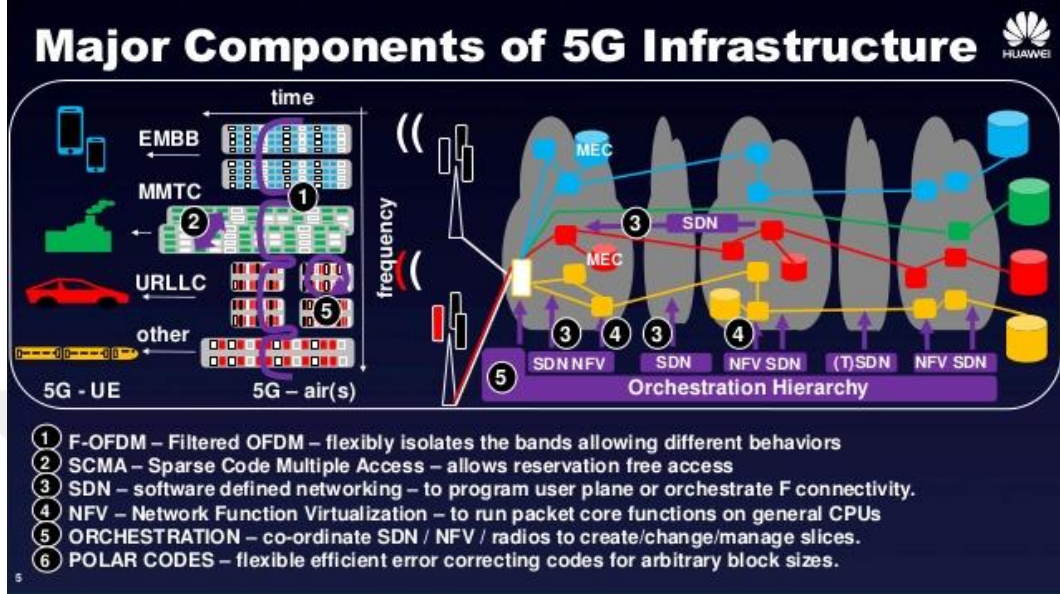 Major Components of 5G Infrastructure
HUAWEI
time
EMBB
MMTC
URLLC
other
frequency
5G - UE
5G – air(s)
1
2
5
MEC
MEC
3
SDN
3
4
3
4
SDN NFV
SDN
NFV SDN
(T)SDN
NFV SDN
5
Orchestration Hierarchy
1 F-OFDM – Filtered OFDM – flexibly isolates the bands allowing different behaviors
2 SCMA – Sparse Code Multiple Access – allows reservation free access
3 SDN – software defined networking – to program user plane or orchestrate F connectivity.
4 NFV – Network Function Virtualization – to run packet core functions on general CPUs
5 ORCHESTRATION – co-ordinate SDN / NFV / radios to create/change/manage slices.
6 POLAR CODES – flexible efficient error correcting codes for arbitrary block sizes.
5